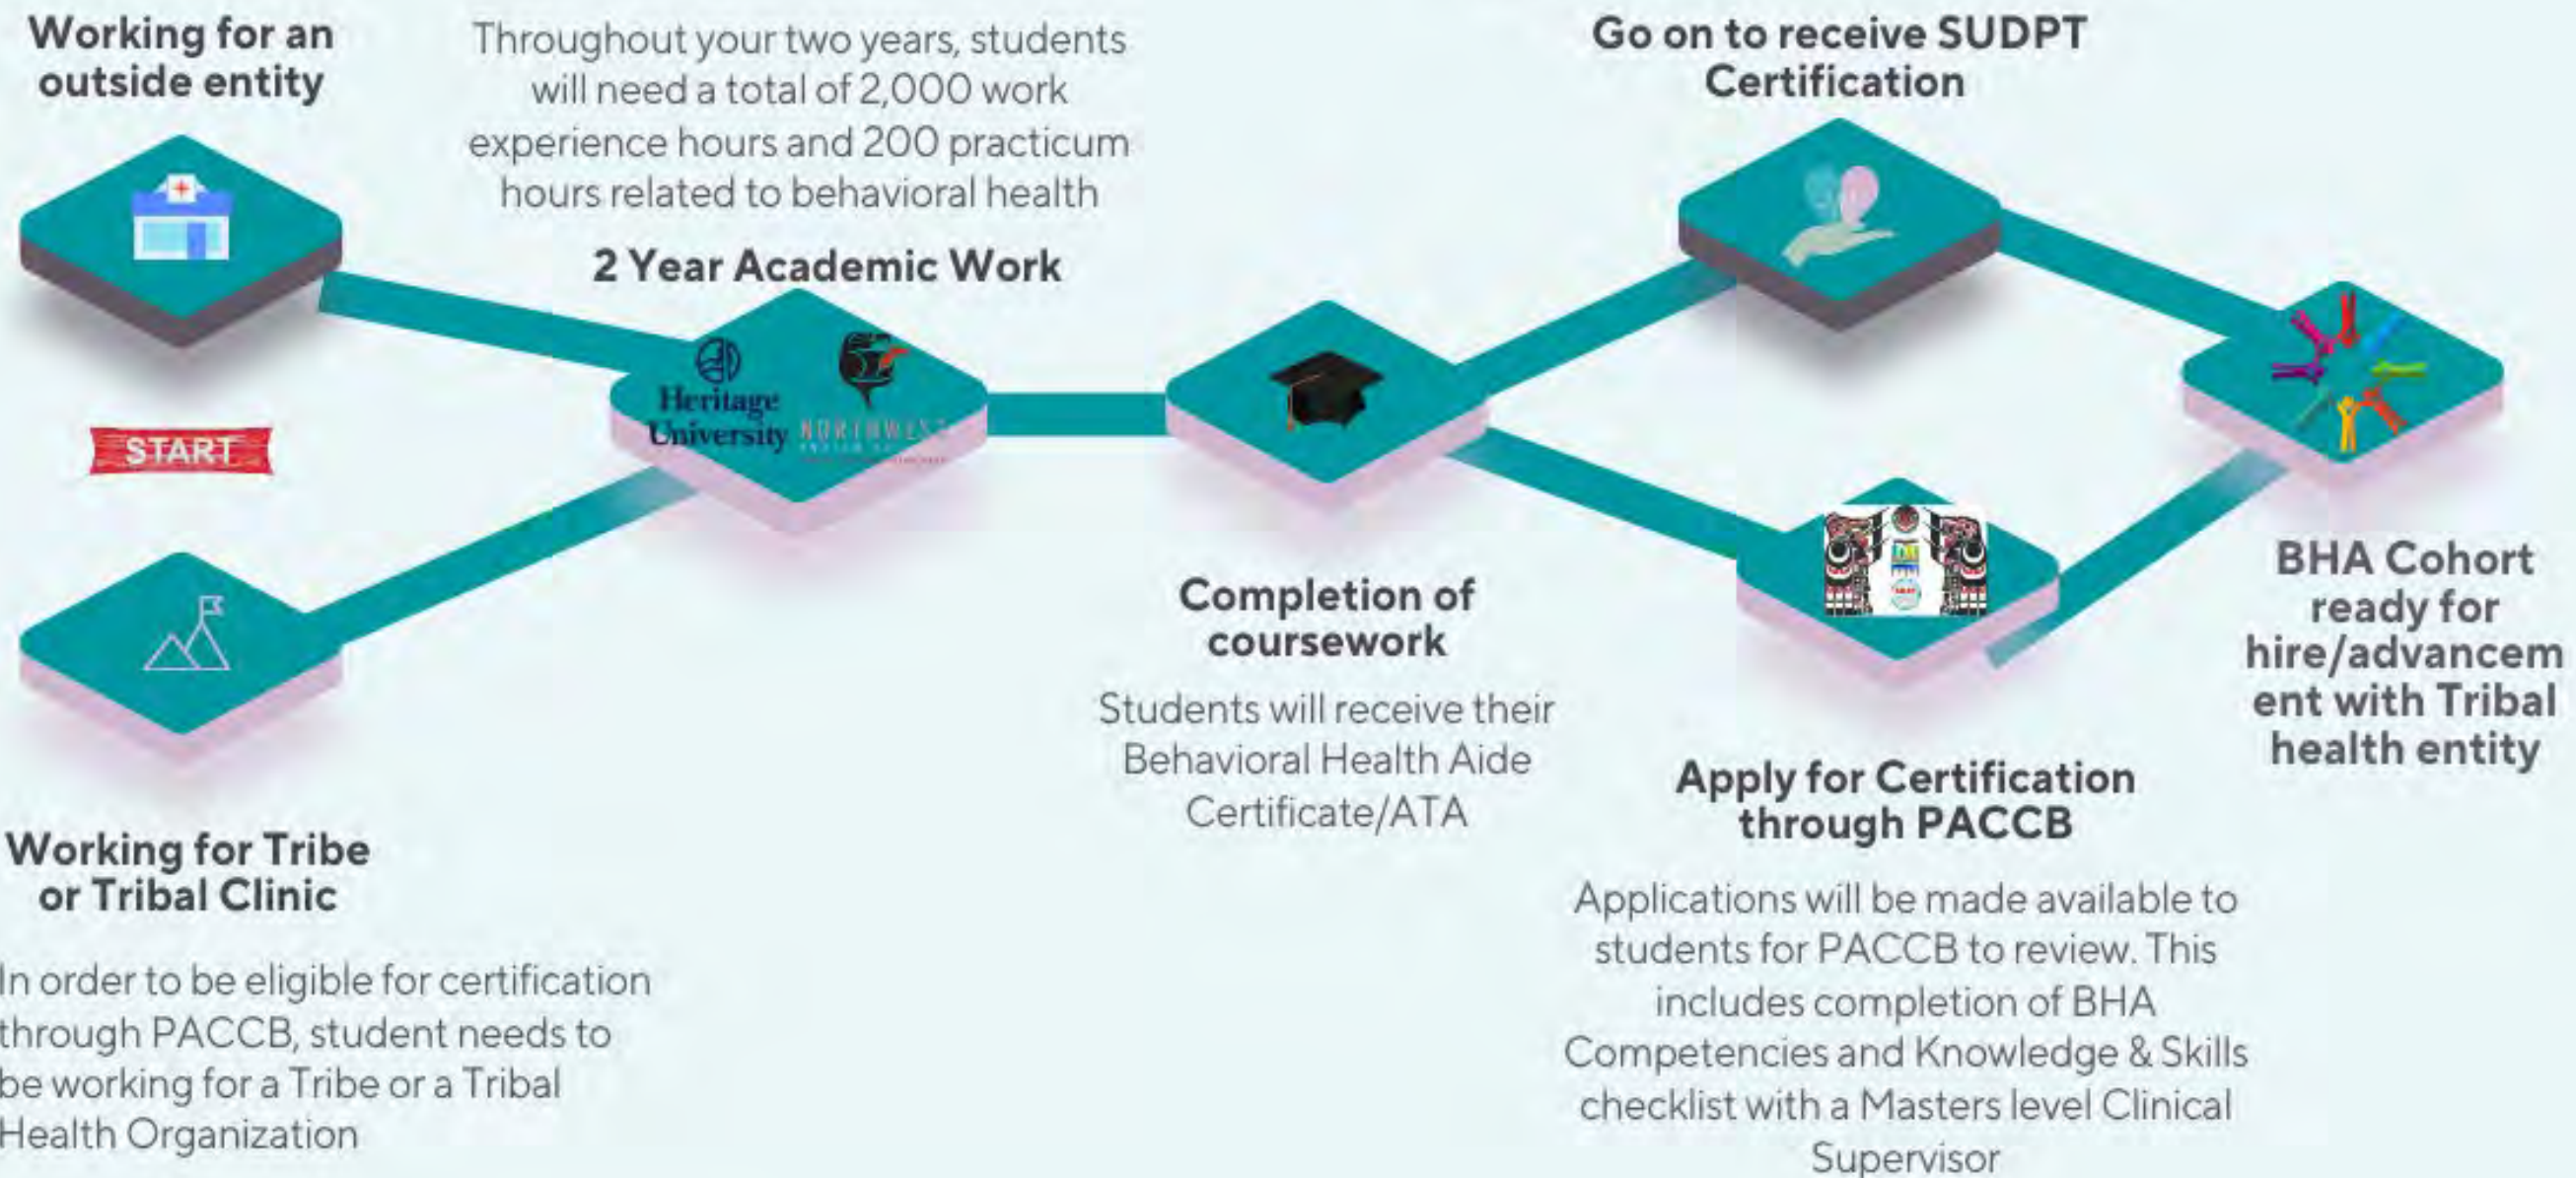 Working for an
outside entity
Throughout your two years, students
will need a total of 2,000 work
experience hours and 200 practicum
hours related to behavioral health
2 Year Academic Work
Heritage
University
NORTHWEST
START
Working for Tribe
or Tribal Clinic
In order to be eligible for certification
through PACCB, student needs to
be working for a Tribe or a Tribal
Health Organization
Completion of
coursework
Students will receive their
Behavioral Health Aide
Certificate/ATA
Go on to receive SUDPT
Certification
Apply for Certification
through PACCB
Applications will be made available to
students for PACCB to review. This
includes completion of BHA
Competencies and Knowledge & Skills
checklist with a Masters level Clinical
Supervisor
BHA Cohort
ready for
hire/advancem
ent with Tribal
health entity